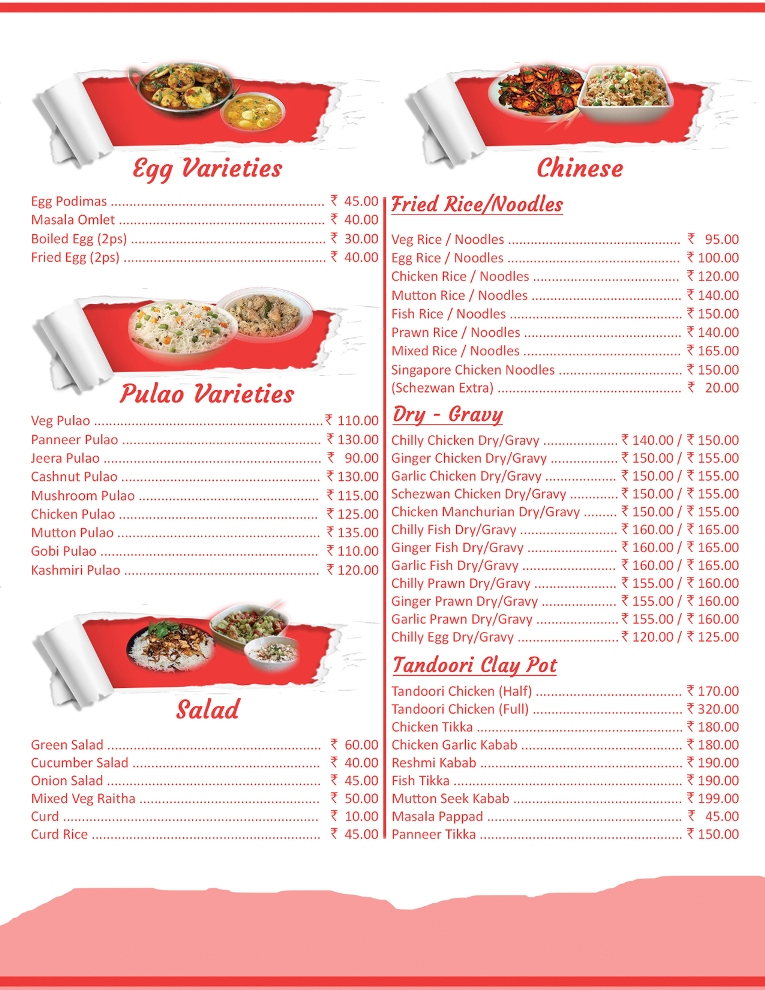 Egg Varieties
Egg Podimas ₹ 45.00
Masala Omlet ₹ 40.00
Boiled Egg (2ps) ₹ 30.00
Fried Egg (2ps) ₹ 40.00
Pulao Varieties
Veg Pulao ₹ 110.00
Panneer Pulao ₹ 130.00
Jeera Pulao ₹ 90.00
Cashnut Pulao ₹ 130.00
Mushroom Pulao ₹ 115.00
Chicken Pulao ₹ 125.00
Mutton Pulao ₹ 135.00
Gobi Pulao ₹ 110.00
Kashmiri Pulao ₹ 120.00
Salad
Green Salad ₹ 60.00
Cucumber Salad ₹ 40.00
Onion Salad ₹ 45.00
Mixed Veg Raitha ₹ 50.00
Curd ₹ 10.00
Curd Rice ₹ 45.00
Chinese
Fried Rice/Noodles
Veg Rice / Noodles ₹ 95.00
Egg Rice / Noodles ₹ 100.00
Chicken Rice / Noodles ₹ 120.00
Mutton Rice / Noodles ₹ 140.00
Fish Rice / Noodles ₹ 150.00
Prawn Rice / Noodles ₹ 140.00
Mixed Rice / Noodles ₹ 165.00
Singapore Chicken Noodles ₹ 150.00
(Schezwan Extra) ₹ 20.00
Dry - Gravy
Chilly Chicken Dry/Gravy ₹ 140.00 / ₹ 150.00
Ginger Chicken Dry/Gravy ₹ 150.00 / ₹ 155.00
Garlic Chicken Dry/Gravy ₹ 150.00 / ₹ 155.00
Schezwan Chicken Dry/Gravy ₹ 150.00 / ₹ 155.00
Chicken Manchurian Dry/Gravy ₹ 150.00 / ₹ 155.00
Chilly Fish Dry/Gravy ₹ 160.00 / ₹ 165.00
Ginger Fish Dry/Gravy ₹ 160.00 / ₹ 165.00
Garlic Fish Dry/Gravy ₹ 160.00 / ₹ 165.00
Chilly Prawn Dry/Gravy ₹ 155.00 / ₹ 160.00
Ginger Prawn Dry/Gravy ₹ 155.00 / ₹ 160.00
Garlic Prawn Dry/Gravy ₹ 155.00 / ₹ 160.00
Chilly Egg Dry/Gravy ₹ 120.00 / ₹ 125.00
Tandoori Clay Pot
Tandoori Chicken (Half) ₹ 170.00
Tandoori Chicken (Full) ₹ 320.00
Chicken Tikka ₹ 180.00
Chicken Garlic Kabab ₹ 180.00
Reshmi Kabab ₹ 190.00
Fish Tikka ₹ 190.00
Mutton Seek Kabab ₹ 199.00
Masala Pappad ₹ 45.00
Panneer Tikka ₹ 150.00